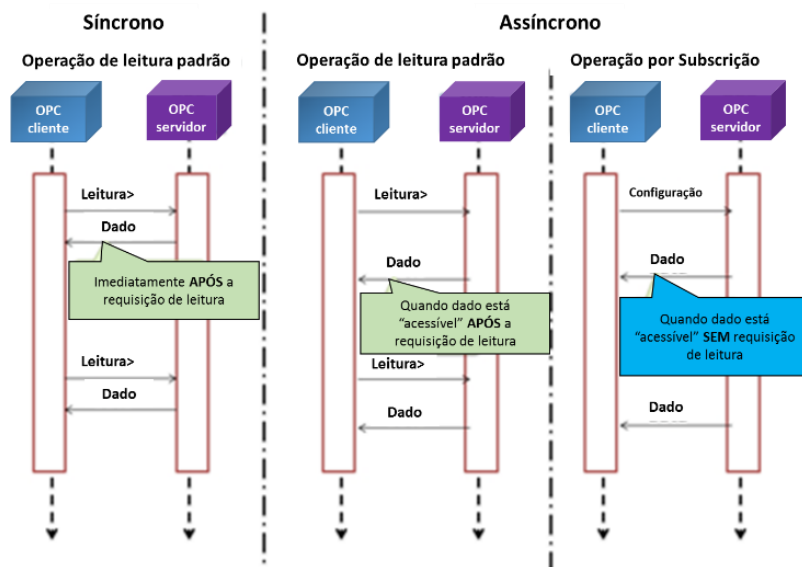 Síncrono
Operação de leitura padrão
OPC
cliente
OPC
servidor
Leitura>
Dado
Imediatamente APÓS a
requisição de leitura
Leitura>
Dado
Assíncrono
Operação de leitura padrão
OPC
cliente
OPC
servidor
Leitura>
Dado
Quando dado está
“acessível” APÓS a
requisição de leitura
Leitura>
Dado
Operação por Subscrição
OPC
cliente
OPC
servidor
Configuração
Dado
Quando dado está
“acessível” SEM requisição
de leitura
Dado